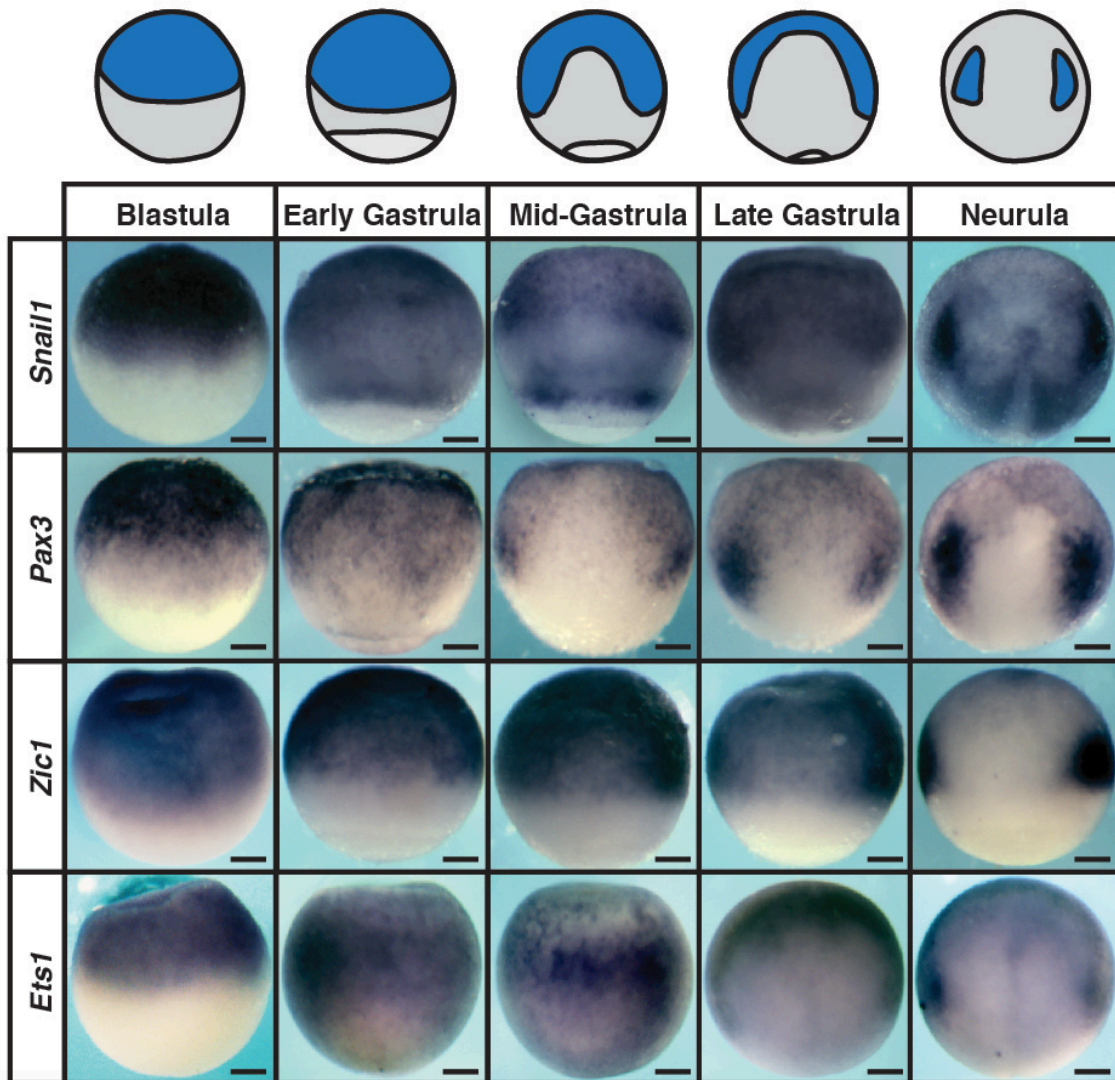 Blastula Early Gastrula Mid-Gastrula Late Gastrula Neurula
Snail1
Pax3
Zic1
Ets1